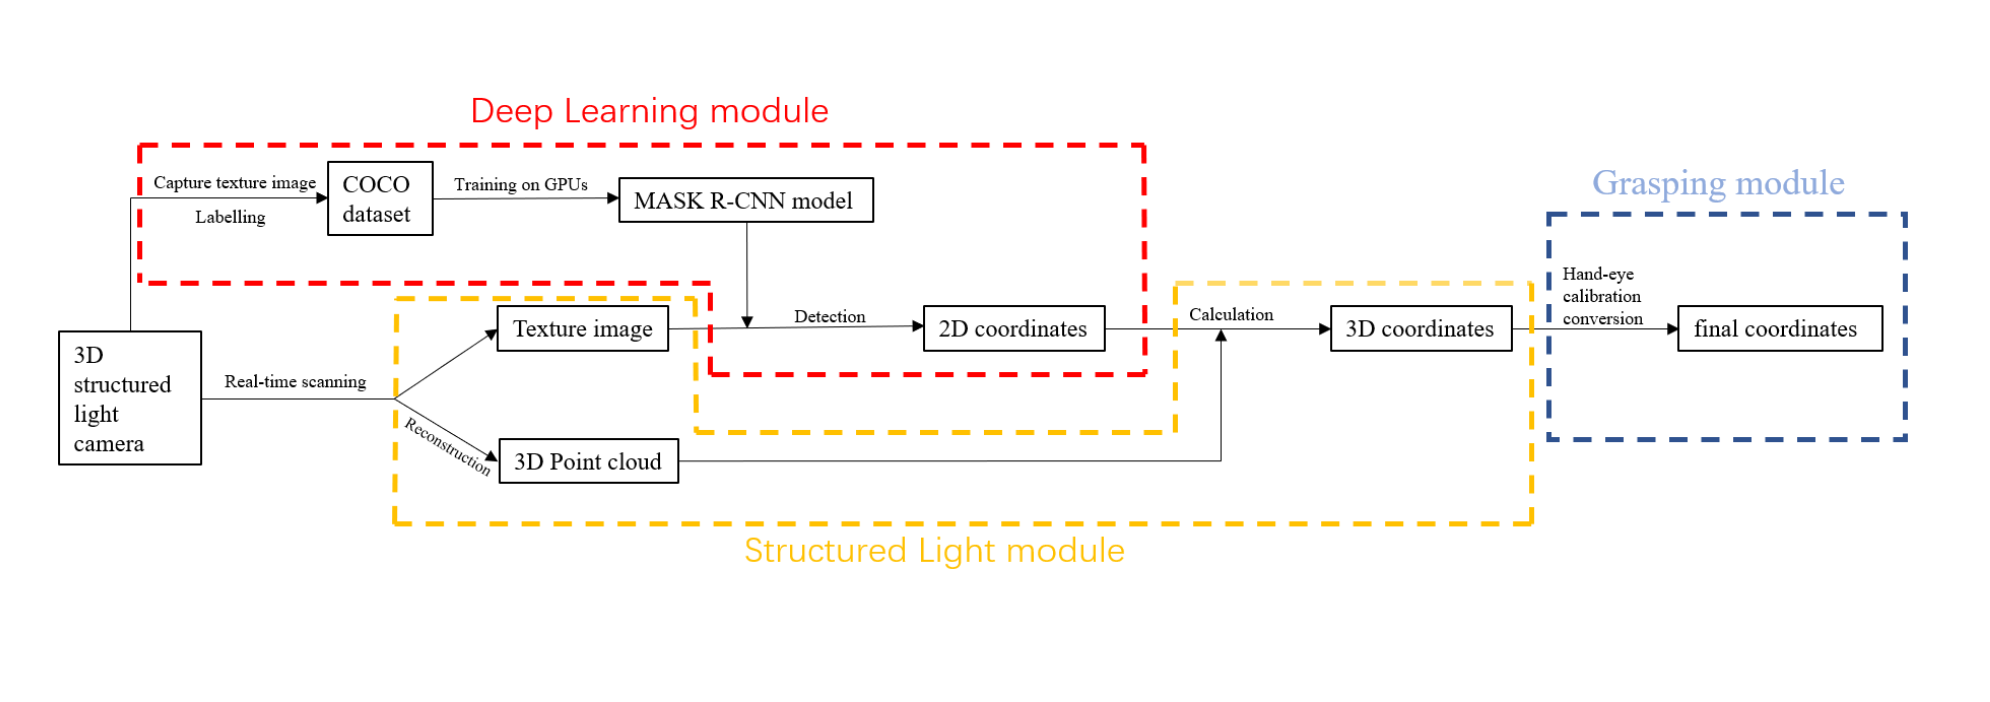 Deep Learning module
Capture texture image
Labelling
COCO
dataset
Training on GPUs
MASK R-CNN model
Grasping module
Hand-eye
calibration
conversion
Texture image
Detection
2D coordinates
Calculation
3D coordinates
final coordinates
3D
structured
light
camera
Real-time scanning
Reconstruction
3D Point cloud
Structured Light module